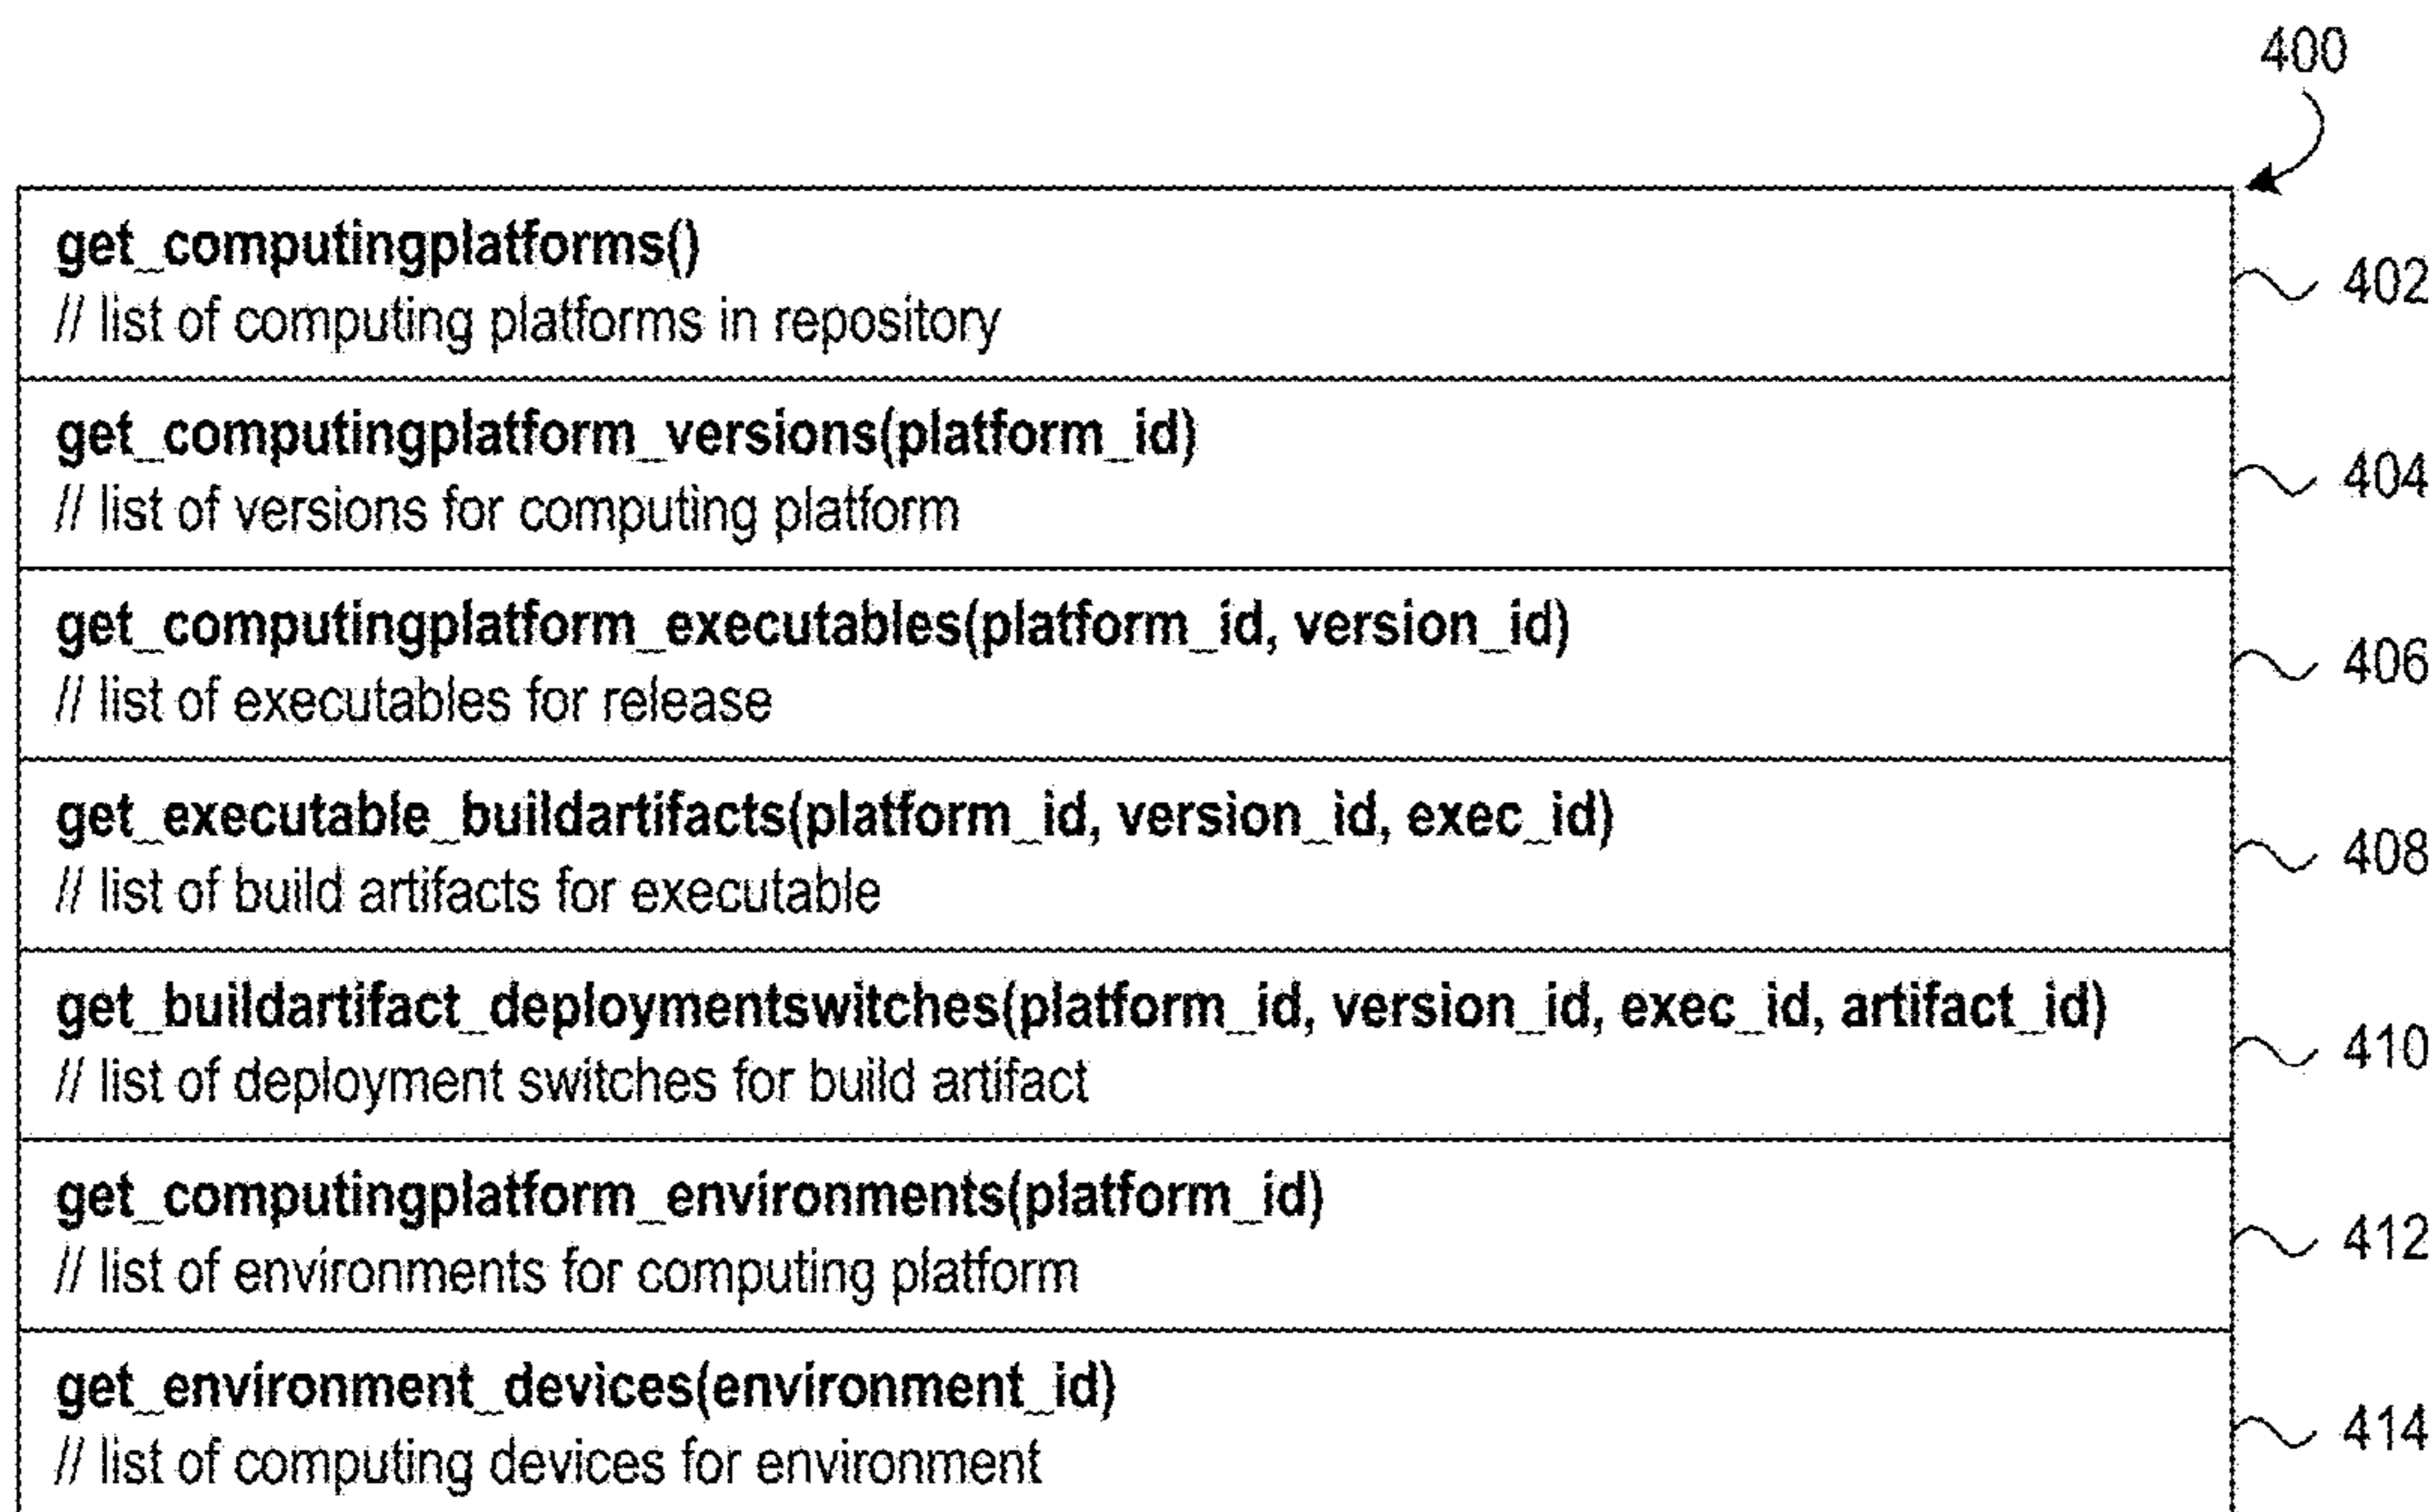 400
get_computingplatforms()
// list of computing platforms in repository
402
get_computingplatform_versions(platform_id)
// list of versions for computing platform
404
get_computingplatform_executables(platform_id, version_id)
// list of executables for release
406
get_executable_buildartifacts(platform_id, version_id, exec_id)
// list of build artifacts for executable
408
get_buildartifact_deploymentswitches(platform_id, version_id, exec_id, artifact_id)
// list of deployment switches for build artifact
410
get_computingplatform_environments(platform_id)
// list of environments for computing platform
412
get_environment_devices(environment_id)
// list of computing devices for environment
414